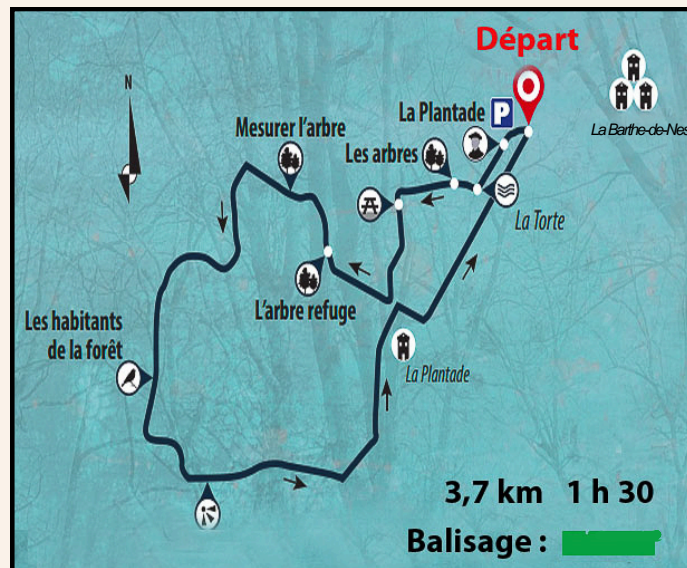 Départ
N
La Plantade
P
La Barthe-de-Nes
Mesurer l'arbre
Les arbres
La Torte
L'arbre refuge
Les habitants
de la forêt
La Plantade
3,7 km 1 h 30
Balisage :